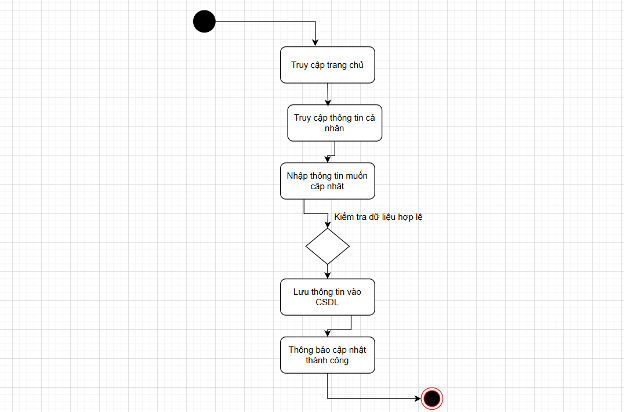 Truy cập trang chủ
Truy cập thông tin cá
nhân
Nhập thông tin muốn
cập nhật
Kiểm tra dữ liệu hợp lệ
Lưu thông tin vào
CSDL
Thông báo cập nhật
thành công